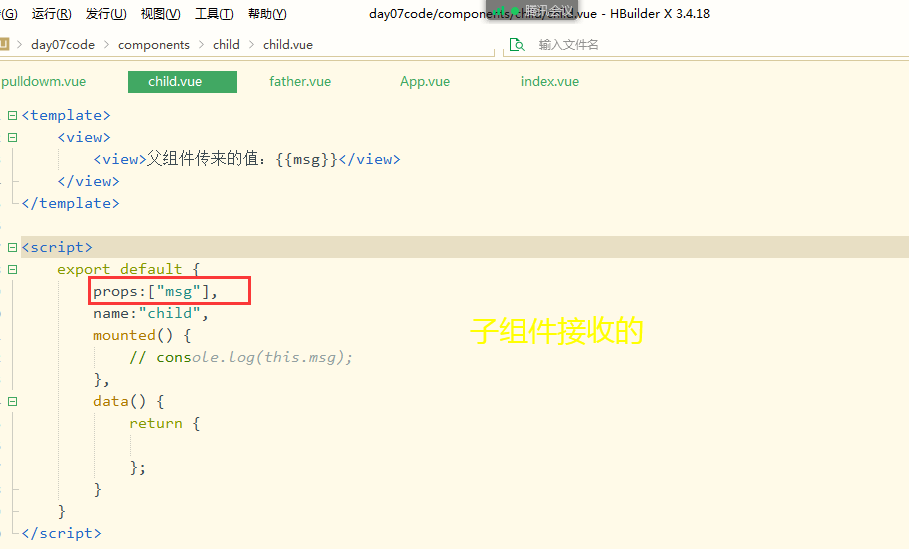 (G) 运行(R) 发行(U) 视图(V) 工具(T) 帮助(Y) day07code/components/child/child.vue - HBuilder X 3.4.18
腾讯会议
day07code > components > child > child.vue 输入文件名
pulldowm.vue child.vue father.vue App.vue index.vue
<template>
<view>
<view>父组件传来的值：{{msg}}</view>
</view>
</template>
<script>
export default {
props:["msg"],
name:"child",
mounted() {
// console.log(this.msg);
},
data() {
return {
};
}
}
</script>
子组件接收的